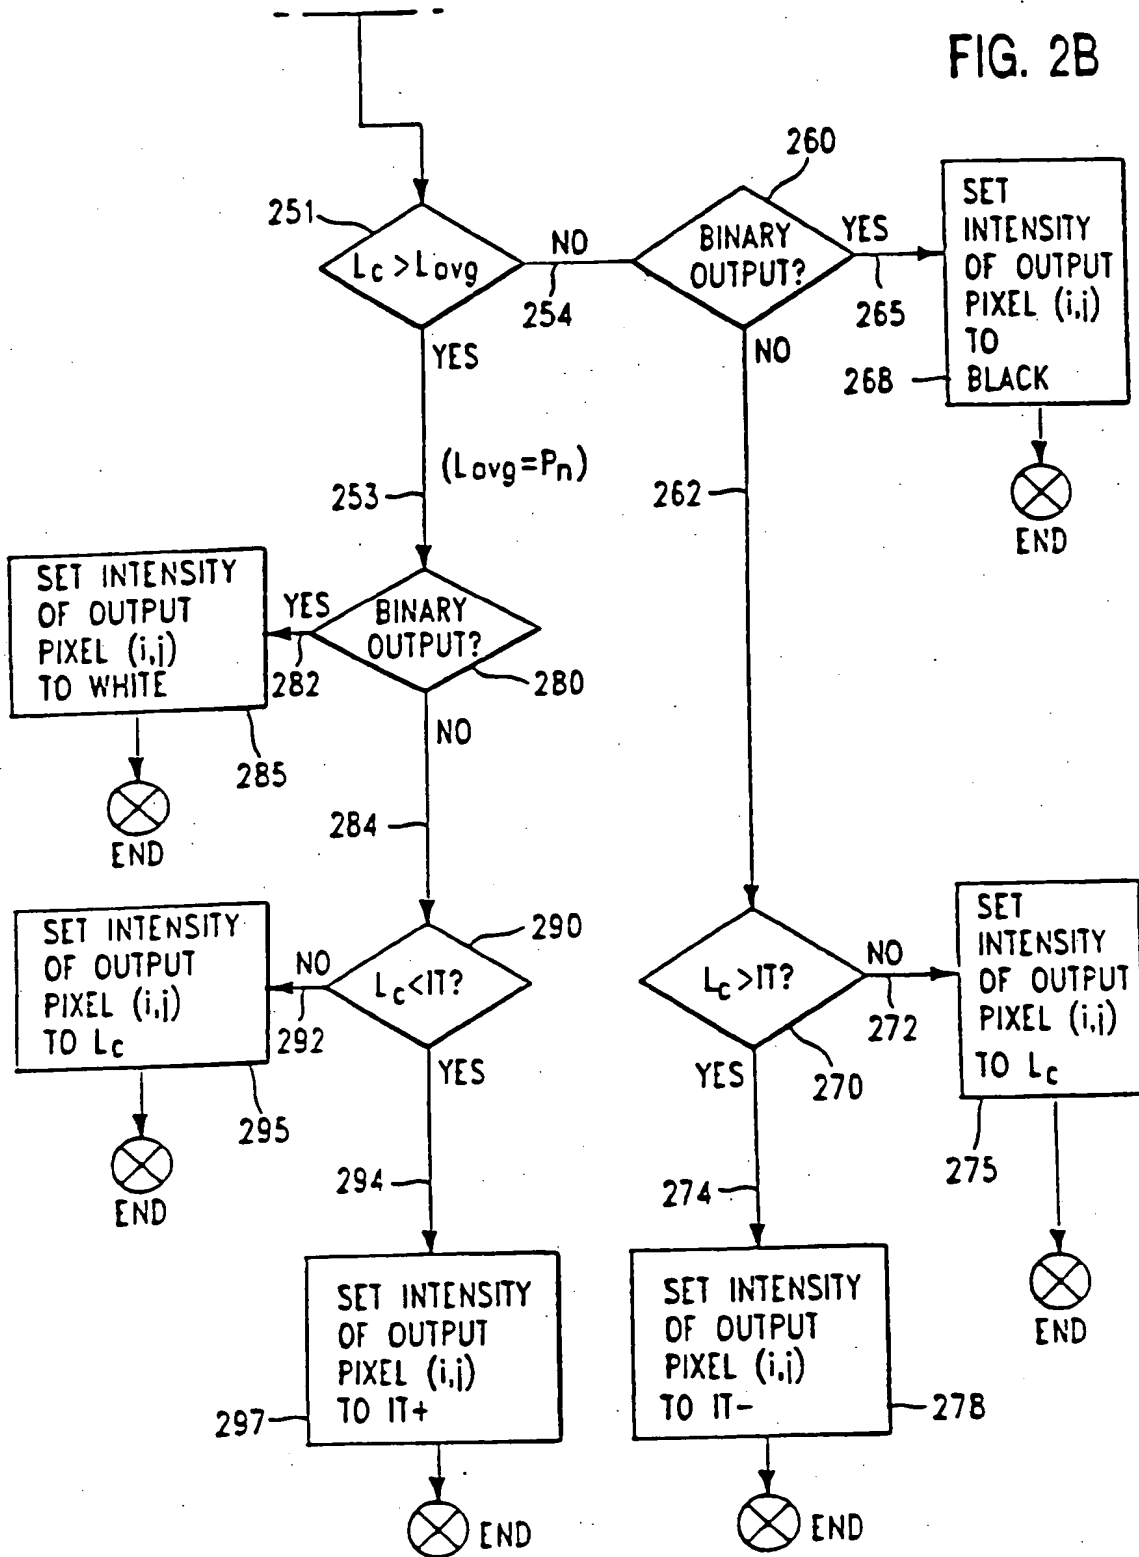 FIG. 2B
251
Lc > Lavg
NO
254
YES
260
BINARY
OUTPUT?
YES
265
NO
SET
INTENSITY
OF OUTPUT
PIXEL (i,j)
TO
BLACK
268
END
(Lavg=Pn)
253
262
SET INTENSITY
OF OUTPUT
PIXEL (i,j)
TO WHITE
YES
282
BINARY
OUTPUT?
280
285
NO
END
284
SET INTENSITY
OF OUTPUT
PIXEL (i,j)
TO Lc
NO
292
290
Lc<IT?
YES
295
END
Lc>IT?
NO
272
270
YES
SET
INTENSITY
OF OUTPUT
PIXEL (i,j)
TO Lc
275
END
294
274
SET INTENSITY
OF OUTPUT
PIXEL (i,j)
TO IT+
297
END
SET INTENSITY
OF OUTPUT
PIXEL (i,j)
TO IT-
278
END